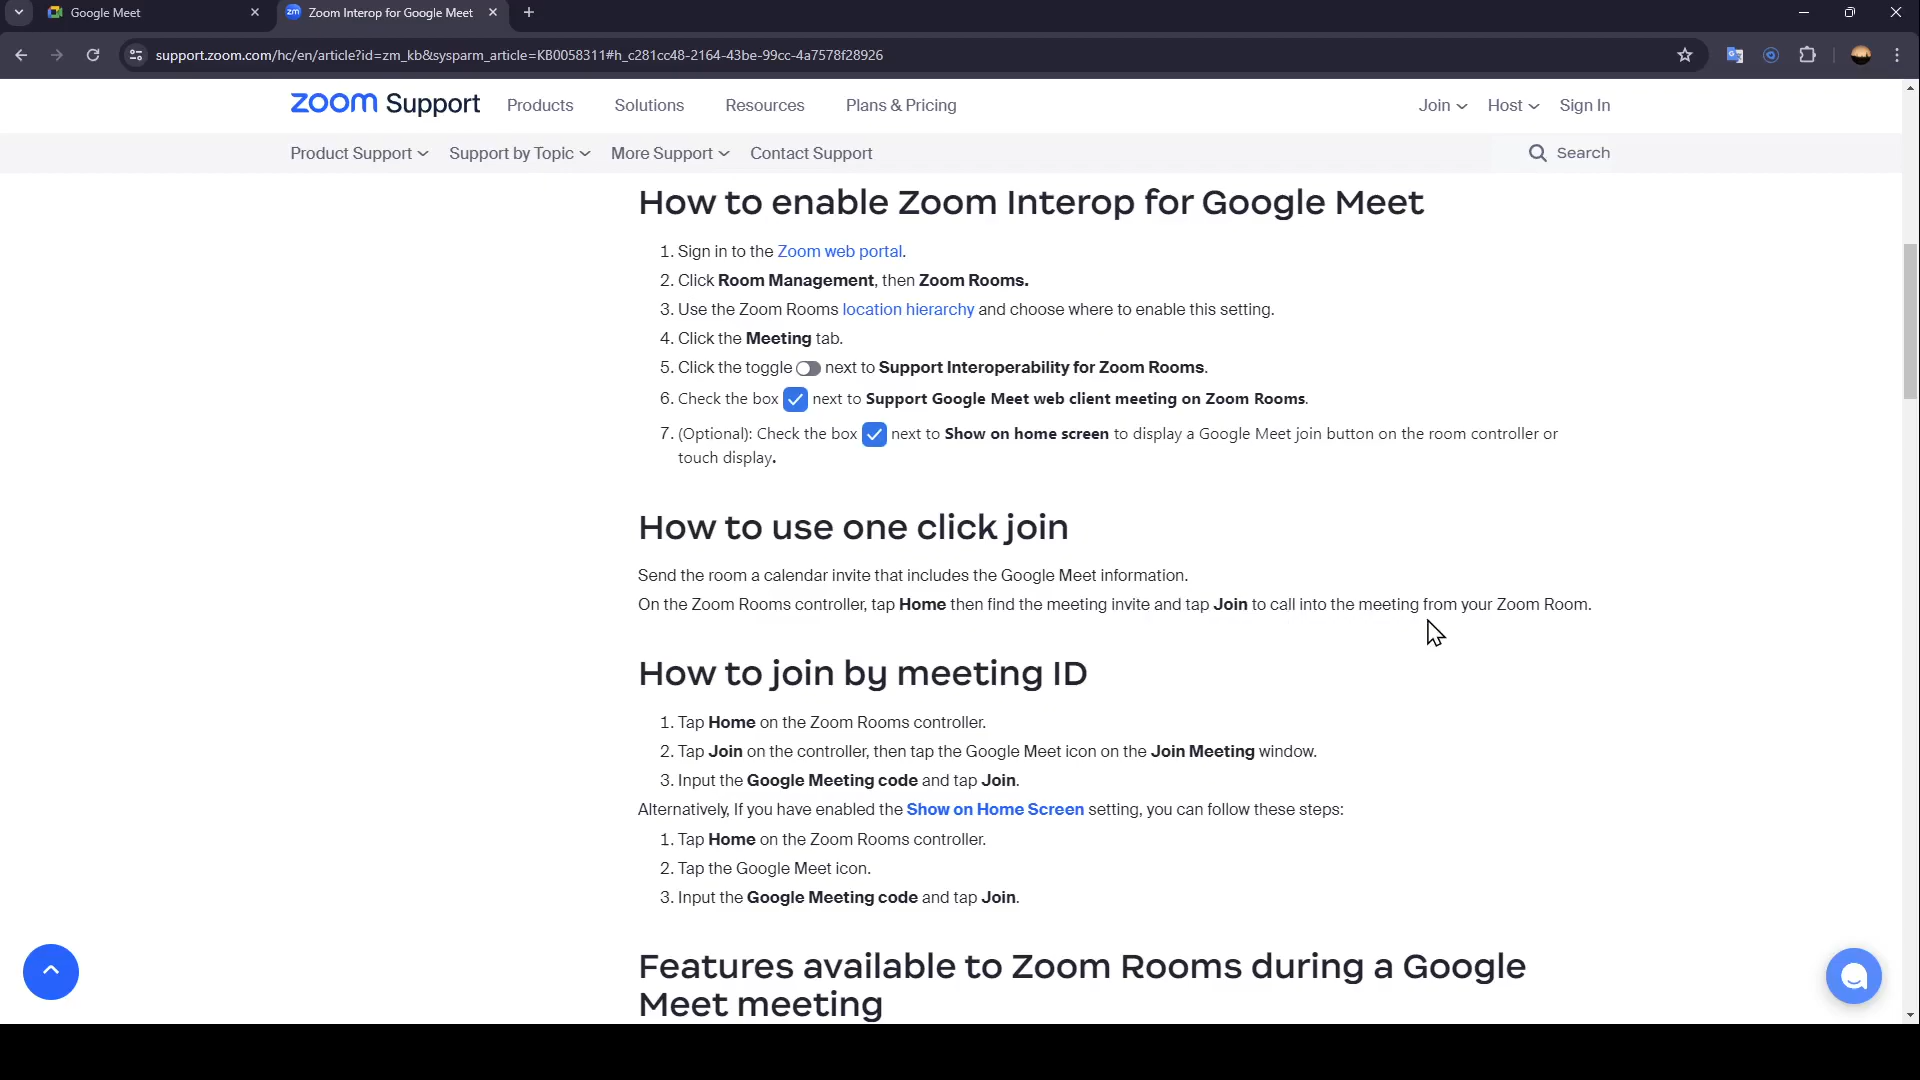 Google Meet
zm Zoom Interop for Google Meet
support.zoom.com/hc/en/article?id=zm_kb&sysparm_article=KB0058311#h_c281cc48-2164-43be-99cc-4a7578f28926
zoom Support Products Solutions Resources Plans & Pricing Join Host Sign In
Product Support Support by Topic More Support Contact Support Search
How to enable Zoom Interop for Google Meet
1. Sign in to the Zoom web portal.
2. Click Room Management, then Zoom Rooms.
3. Use the Zoom Rooms location hierarchy and choose where to enable this setting.
4. Click the Meeting tab.
5. Click the toggle next to Support Interoperability for Zoom Rooms.
6. Check the box next to Support Google Meet web client meeting on Zoom Rooms.
7. (Optional): Check the box next to Show on home screen to display a Google Meet join button on the room controller or
touch display.
How to use one click join
Send the room a calendar invite that includes the Google Meet information.
On the Zoom Rooms controller, tap Home then find the meeting invite and tap Join to call into the meeting from your Zoom Room.
How to join by meeting ID
1. Tap Home on the Zoom Rooms controller.
2. Tap Join on the controller, then tap the Google Meet icon on the Join Meeting window.
3. Input the Google Meeting code and tap Join.
Alternatively, If you have enabled the Show on Home Screen setting, you can follow these steps:
1. Tap Home on the Zoom Rooms controller.
2. Tap the Google Meet icon.
3. Input the Google Meeting code and tap Join.
Features available to Zoom Rooms during a Google
Meet meeting